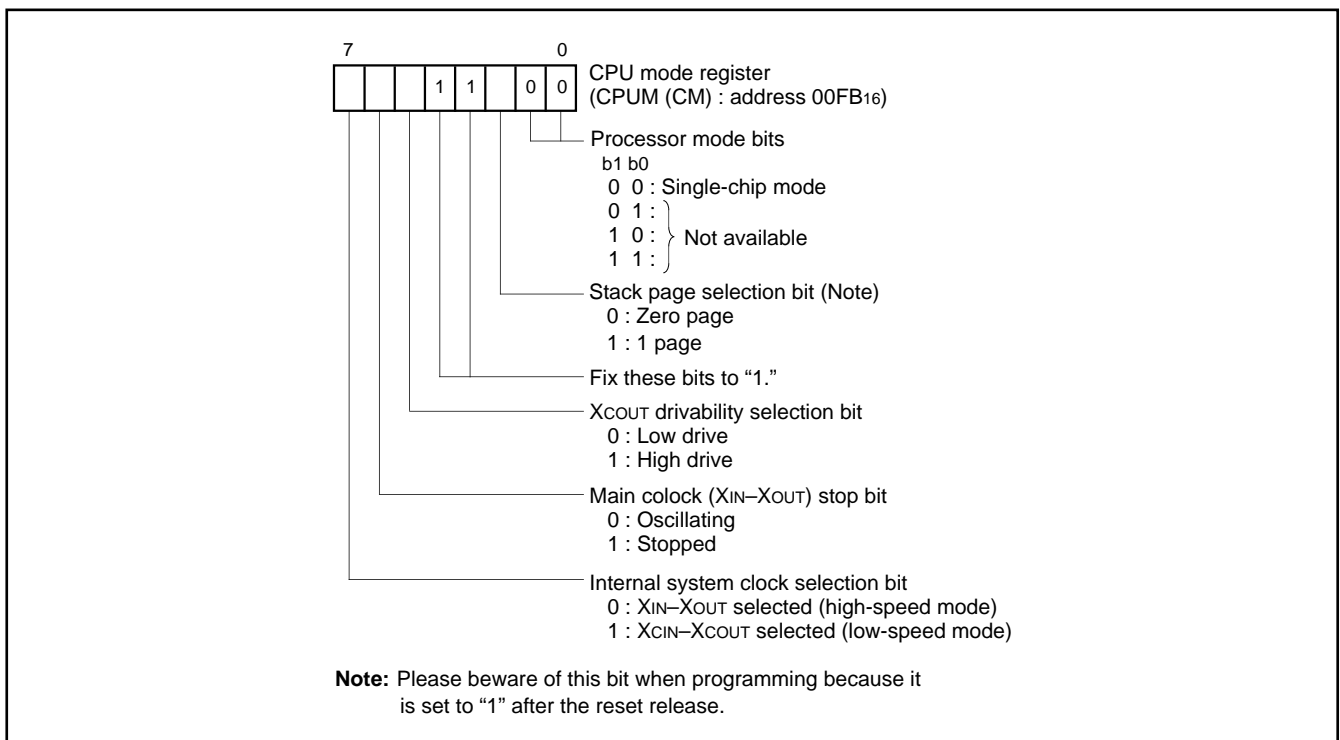 7 0
1 1 0 0
CPU mode register
(CPUM (CM) : address 00FB16)
Processor mode bits
b1 b0
0 0 : Single-chip mode
0 1 :
1 0 :
Not available
1 1 :
Stack page selection bit (Note)
0 : Zero page
1 : 1 page
Fix these bits to “1.”
XCOUT drivability selection bit
0 : Low drive
1 : High drive
Main colock (XIN–XOUT) stop bit
0 : Oscillating
1 : Stopped
Internal system clock selection bit
0 : XIN–XOUT selected (high-speed mode)
1 : XCIN–XCOUT selected (low-speed mode)
Note: Please beware of this bit when programming because it
is set to “1” after the reset release.